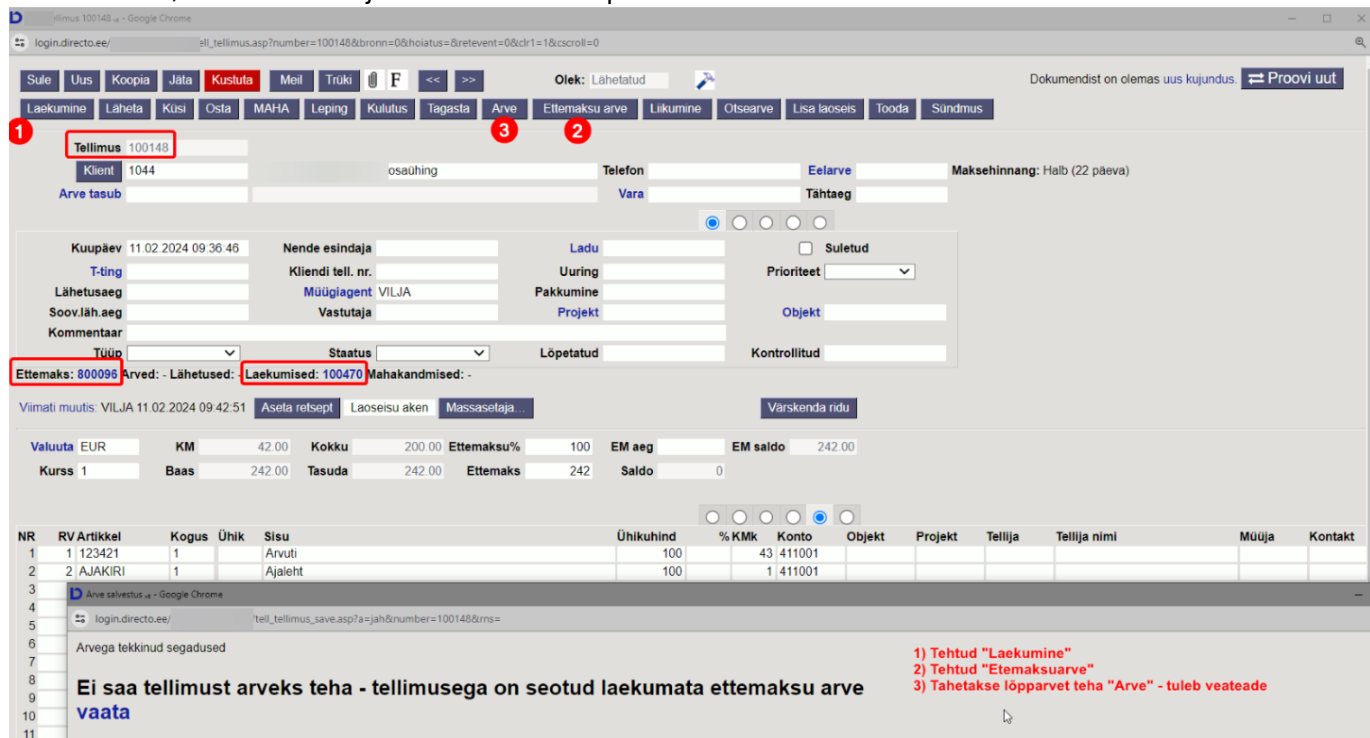 llimus 100148 v8 - Google Chrome
login.directo.ee/ ell_tellimus.asp?number=100148&bronn=0&hoiatus=&retevent=0&clr1=1&cscroll=0
Sule Uus Koopia Jäta Kustuta Meil Trüki F << >> Olek: Lähetatud Dokumendist on olemas uus kujundus. Proovi uut
Laekumine Läheta Küsi Osta MAHA Leping Kulutus Tagasta Arve Ettemaksu arve Liikumine Otsearve Lisa laoseis Tooda Sündmus
1 3 2
Tellimus 100148
Klient 1044 osaühing Telefon Eelarve Maksehinnang: Halb (22 päeva)
Arve tasub Vara Tähtaeg
Kuupäev 11.02.2024 09:36:46 Nende esindaja Ladu Suletud
T-ting Kliendi tell. nr. Uuring Prioriteet
Lähetusaeg Müügiagent VILJA Pakkumine
Soov.läh.aeg Vastutaja Projekt Objekt
Kommentaar
Tüüp Staatus Lõpetatud Kontrollitud
Ettemaks: 800096 Arved: - Lähetused: - Laekumised: 100470 Mahakandmised: -
Viimati muutis: VILJA 11.02.2024 09:42:51 Aseta retsept Laoseisu aken Massasetaja... Värskenda ridu
Valuuta EUR KM 42.00 Kokku 200.00 Ettemaksu% 100 EM aeg EM saldo 242.00
Kurss 1 Baas 242.00 Tasuda 242.00 Ettemaks 242 Saldo 0
NR RV Artikkel Kogus Ühik Sisu Ühikuhind % KMk Konto Objekt Projekt Tellija Tellija nimi Müüja Kontakt
1 1 123421 1 Arvuti 100 43 411001
2 2 AJAKIRI 1 Ajaleht 100 1 411001
3 Arve salvestus v8 - Google Chrome
4
5 login.directo.ee/ /tell_tellimus_save.asp?a=jah&number=100148&rns=
6 Arvega tekkinud segadused
7 1) Tehtud "Laekumine"
8 2) Tehtud "Etemaksuarve"
9 Ei saa tellimust arveks teha - tellimusega on seotud laekumata ettemaksu arve 3) Tahetakse lõpparvet teha "Arve" - tuleb veateade
10 vaata
11